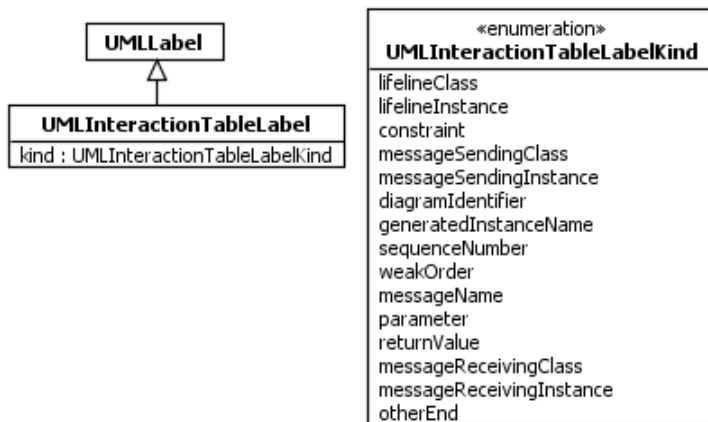 UMLLabel
UMLInteractionTableLabel
kind : UMLInteractionTableLabelKind
«enumeration»
UMLInteractionTableLabelKind
lifelineClass
lifelineInstance
constraint
messageSendingClass
messageSendingInstance
diagramIdentifier
generatedInstanceName
sequenceNumber
weakOrder
messageName
parameter
returnValue
messageReceivingClass
messageReceivingInstance
otherEnd